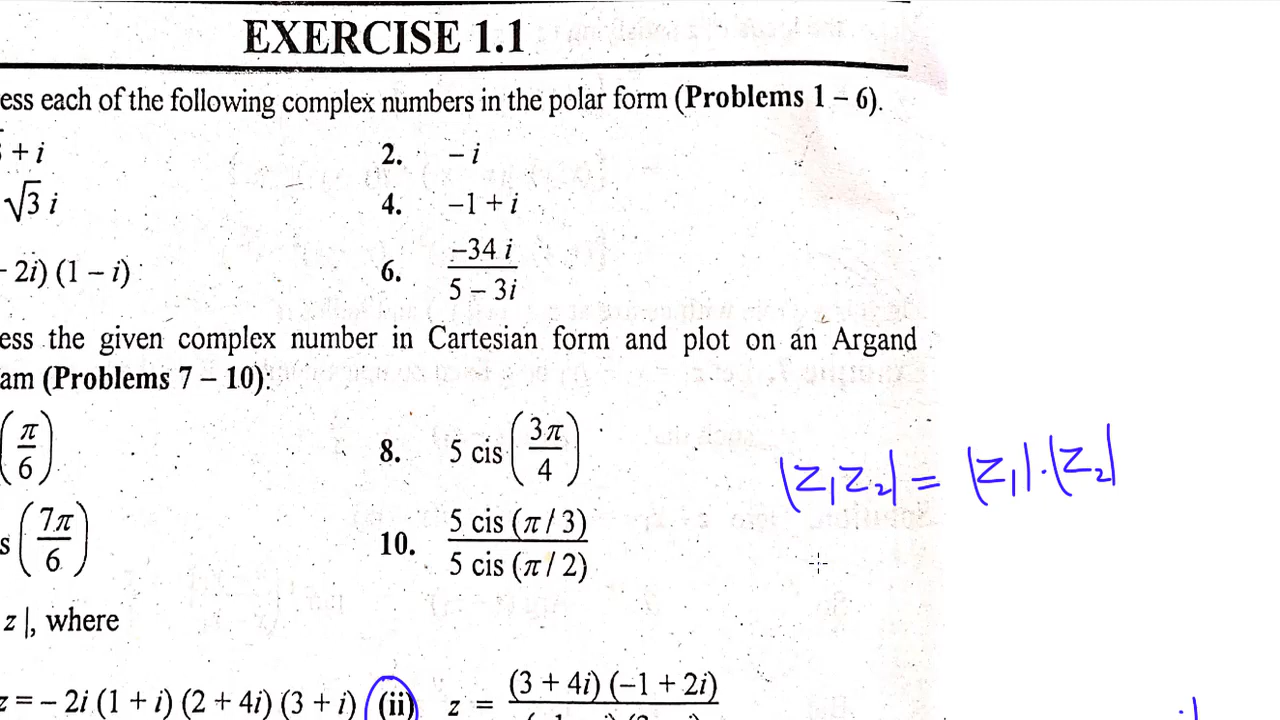 EXERCISE 1.1
ess each of the following complex numbers in the polar form (Problems 1 – 6).
+ i 2. – i
√3 i 4. –1 + i
- 2i) (1 – i) 6. –34 i / 5 – 3i
ess the given complex number in Cartesian form and plot on an Argand
am (Problems 7 – 10):
(π/6) 8. 5 cis (3π/4)
|z₁z₂| = |z₁|.|z₂|
s (7π/6) 10. 5 cis (π / 3) / 5 cis (π / 2)
z |, where
z = – 2i (1 + i) (2 + 4i) (3 + i) (ii) z = (3 + 4i) (–1 + 2i)